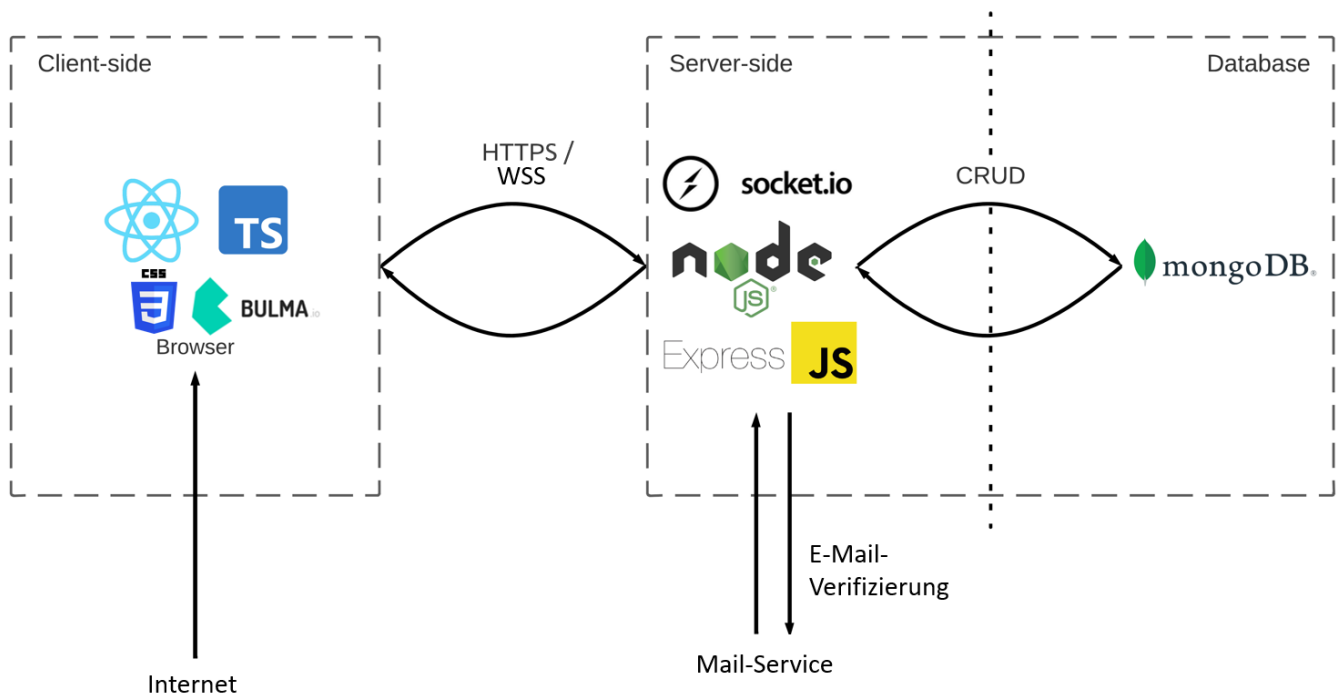 Client-side
Server-side
Database
HTTPS /
WSS
socket.io
CRUD
TS
node
JS
mongoDB®
CSS
3
BULMA.io
Browser
Express
JS
E-Mail-
Verifizierung
Mail-Service
Internet